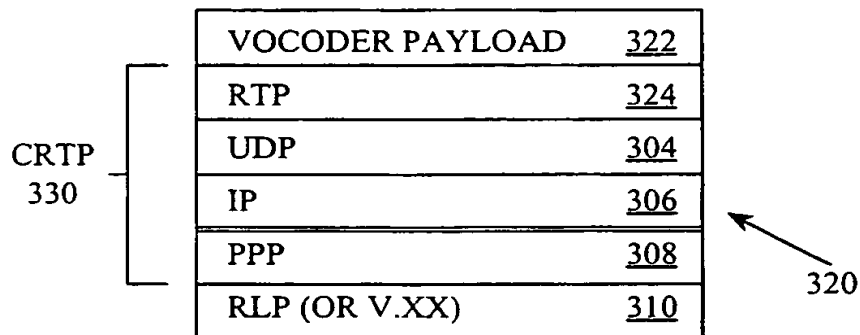 VOCODER PAYLOAD 322
RTP 324
UDP 304
CRTP
330
IP 306
PPP 308
320
RLP (OR V.XX) 310